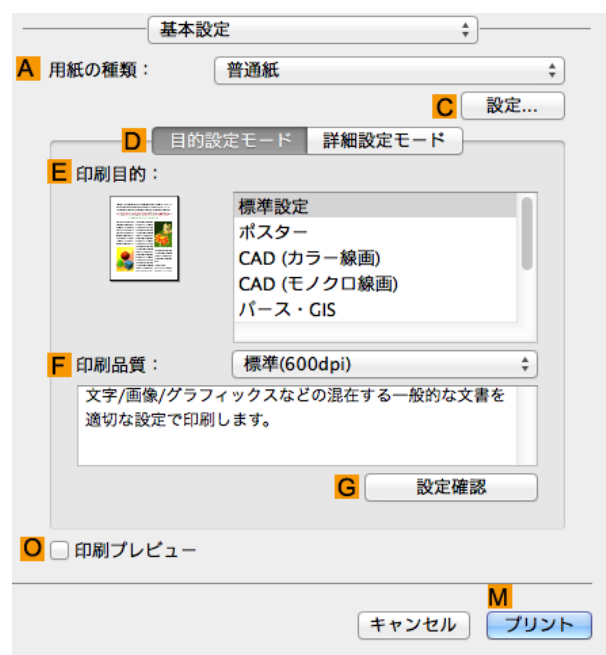 基本設定
A 用紙の種類： 普通紙
C 設定...
D 目的設定モード 詳細設定モード
E 印刷目的：
標準設定
ポスター
CAD (カラー線画)
CAD (モノクロ線画)
パース・GIS
F 印刷品質： 標準(600dpi)
文字/画像/グラフィックスなどの混在する一般的な文書を
適切な設定で印刷します。
G 設定確認
O 印刷プレビュー
M
キャンセル プリント